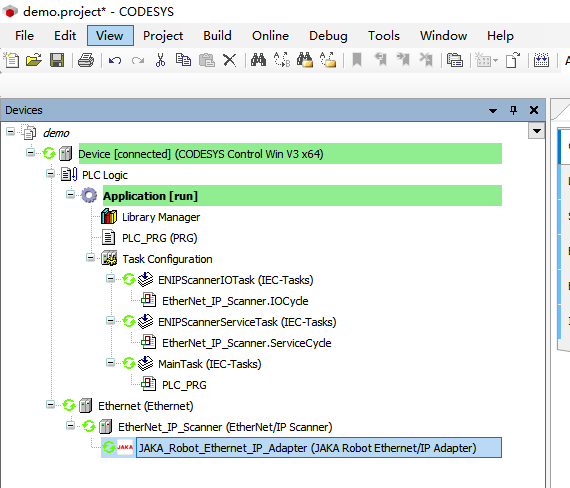 demo.project* - CODESYS
File Edit View Project Build Online Debug Tools Window Help
Devices
demo
Device [connected] (CODESYS Control Win V3 x64)
PLC Logic
Application [run]
Library Manager
PLC_PRG (PRG)
Task Configuration
ENIPScannerIOTask (IEC-Tasks)
EtherNet_IP_Scanner.IOCycle
ENIPScannerServiceTask (IEC-Tasks)
EtherNet_IP_Scanner.ServiceCycle
MainTask (IEC-Tasks)
PLC_PRG
Ethernet (Ethernet)
EtherNet_IP_Scanner (EtherNet/IP Scanner)
JAKA JAKA_Robot_Ethernet_IP_Adapter (JAKA Robot Ethernet/IP Adapter)